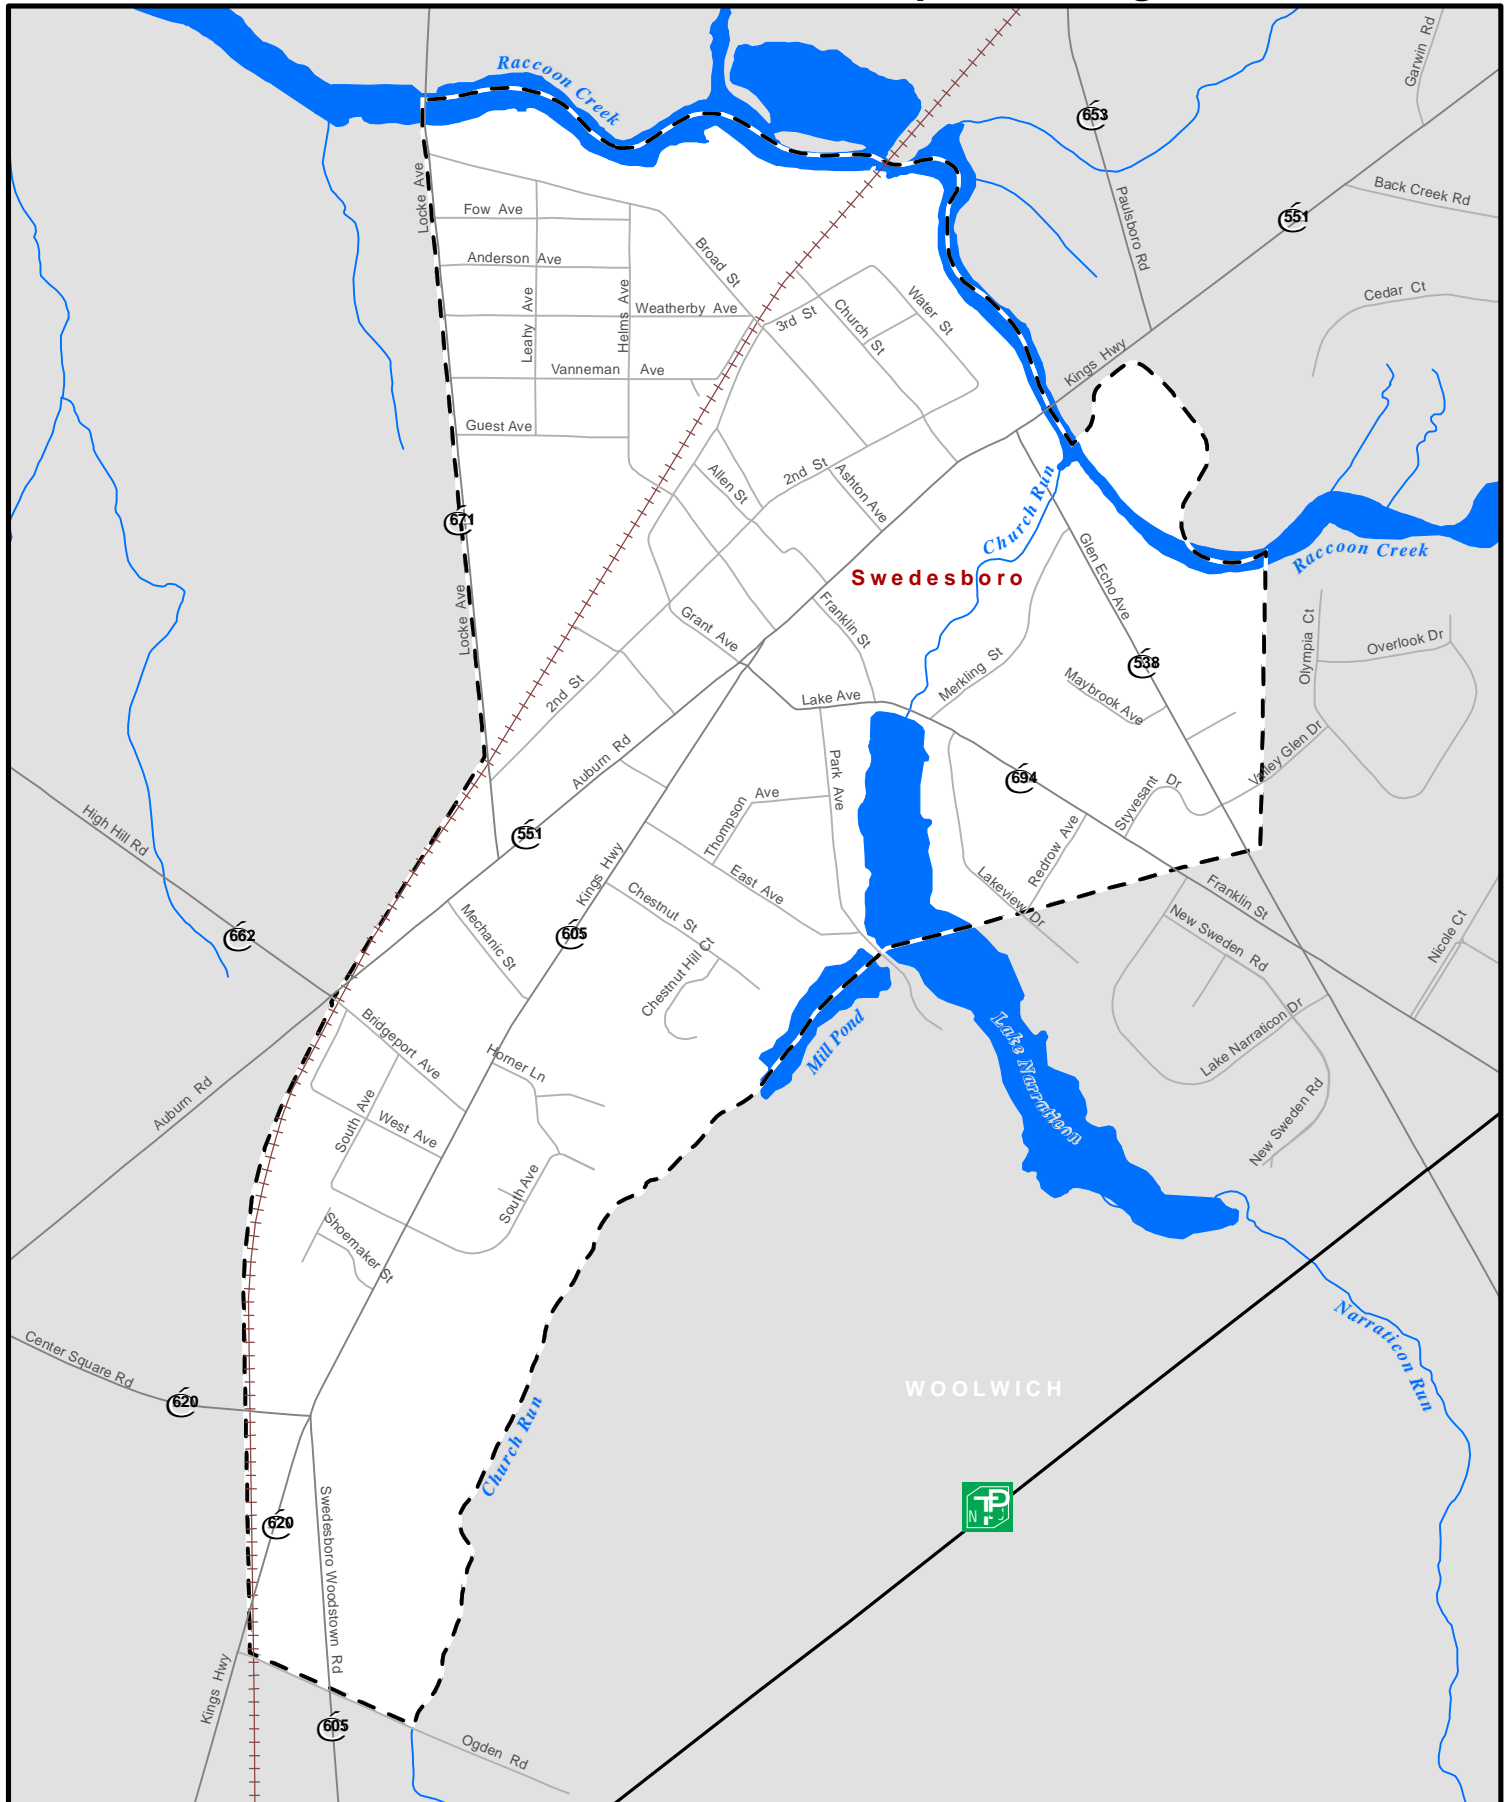 Raccoon Creek
Garwin Rd
653
Back Creek Rd
551
Locke Ave
Fow Ave
Paulsboro Rd
Broad St
Anderson Ave
Leahy Ave
Helms Ave
Weatherby Ave
3rd St
Church St
Water St
Cedar Ct
Kings Hwy
Vanneman Ave
Guest Ave
Allen St
2nd St
Ashton Ave
Church Run
671
Glen Echo Ave
Raccoon Creek
Swedesboro
Locke Ave
Grant Ave
Franklin St
Olympia Ct
Overlook Dr
538
Merkling St
Maybrook Ave
2nd St
Lake Ave
Auburn Rd
Park Ave
Valley Glen Dr
694
Styvesant Dr
High Hill Rd
551
Thompson Ave
Redrow Ave
Kings Hwy
East Ave
Lakeview Dr
Franklin St
Chestnut St
662
Mechanic St
605
New Sweden Rd
Nicole Ct
Chestnut Hill Ct
Bridgeport Ave
Mill Pond
Lake Narraticon
Lake Narraticon Dr
Horner Ln
Auburn Rd
South Ave
West Ave
New Sweden Rd
South Ave
Shoemaker St
Center Square Rd
Narraticon Run
WOOLWICH
620
Church Run
620
Swedesboro Woodstown Rd
Kings Hwy
605
Ogden Rd